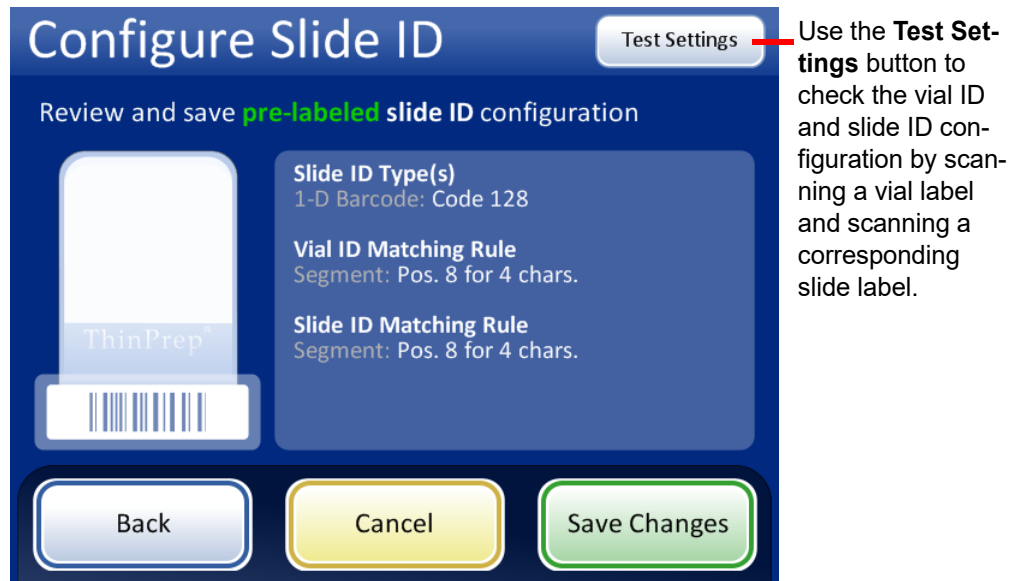 Configure Slide ID
Test Settings
Review and save pre-labeled slide ID configuration
Slide ID Type(s)
1-D Barcode: Code 128
Vial ID Matching Rule
Segment: Pos. 8 for 4 chars.
Slide ID Matching Rule
Segment: Pos. 8 for 4 chars.
ThinPrep®
Back
Cancel
Save Changes
Use the Test Set-
tings button to
check the vial ID
and slide ID con-
figuration by scan-
ning a vial label
and scanning a
corresponding
slide label.